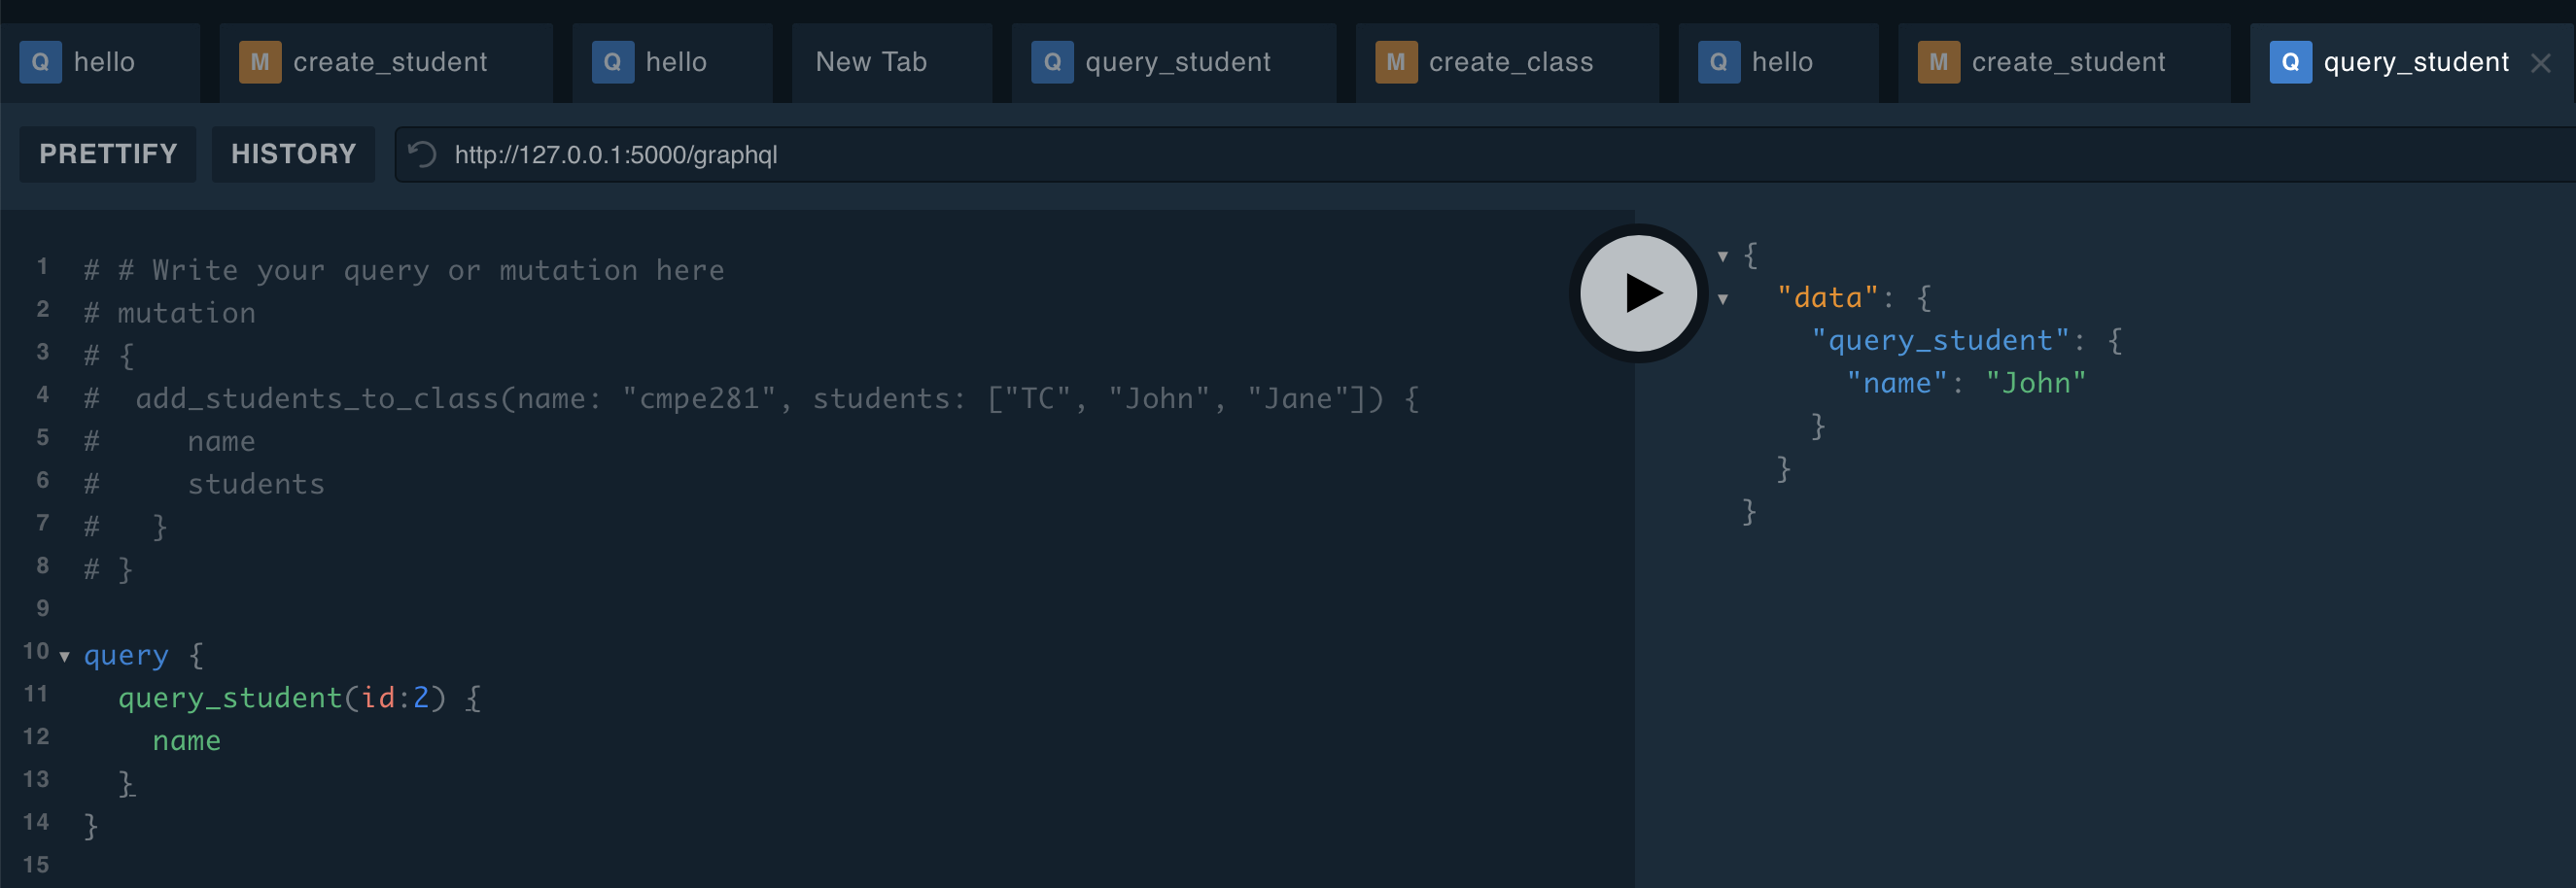 Q hello M create_student Q hello New Tab Q query_student M create_class Q hello M create_student Q query_student
PRETTIFY HISTORY http://127.0.0.1:5000/graphql
1 # # Write your query or mutation here
2 # mutation
3 # {
4 #  add_students_to_class(name: "cmpe281", students: ["TC", "John", "Jane"]) {
5 #     name
6 #     students
7 #   }
8 # }
9
10 query {
11   query_student(id:2) {
12     name
13   }
14 }
15
{
  "data": {
    "query_student": {
      "name": "John"
    }
  }
}